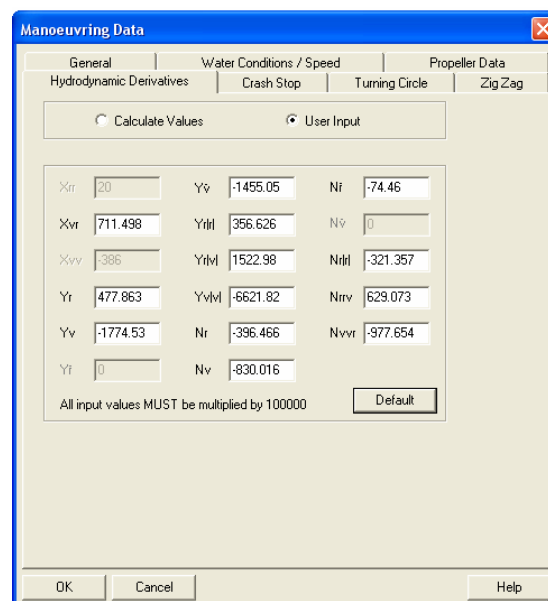 Manoeuvring Data
General Water Conditions / Speed Propeller Data
Hydrodynamic Derivatives Crash Stop Turning Circle Zig Zag
Calculate Values User Input
Xrr 20 Yv̇ -1455.05 Nṙ -74.46
Xvr 711.498 Yr|r| 356.626 Nv̇ 0
Xvv -386 Yr|v| 1522.98 Nr|r| -321.357
Yr 477.863 Yv|v| -6621.82 Nrrv 629.073
Yv -1774.53 Nr -396.466 Nvvr -977.654
Yṙ 0 Nv -830.016
All input values MUST be multiplied by 100000 Default
OK Cancel Help